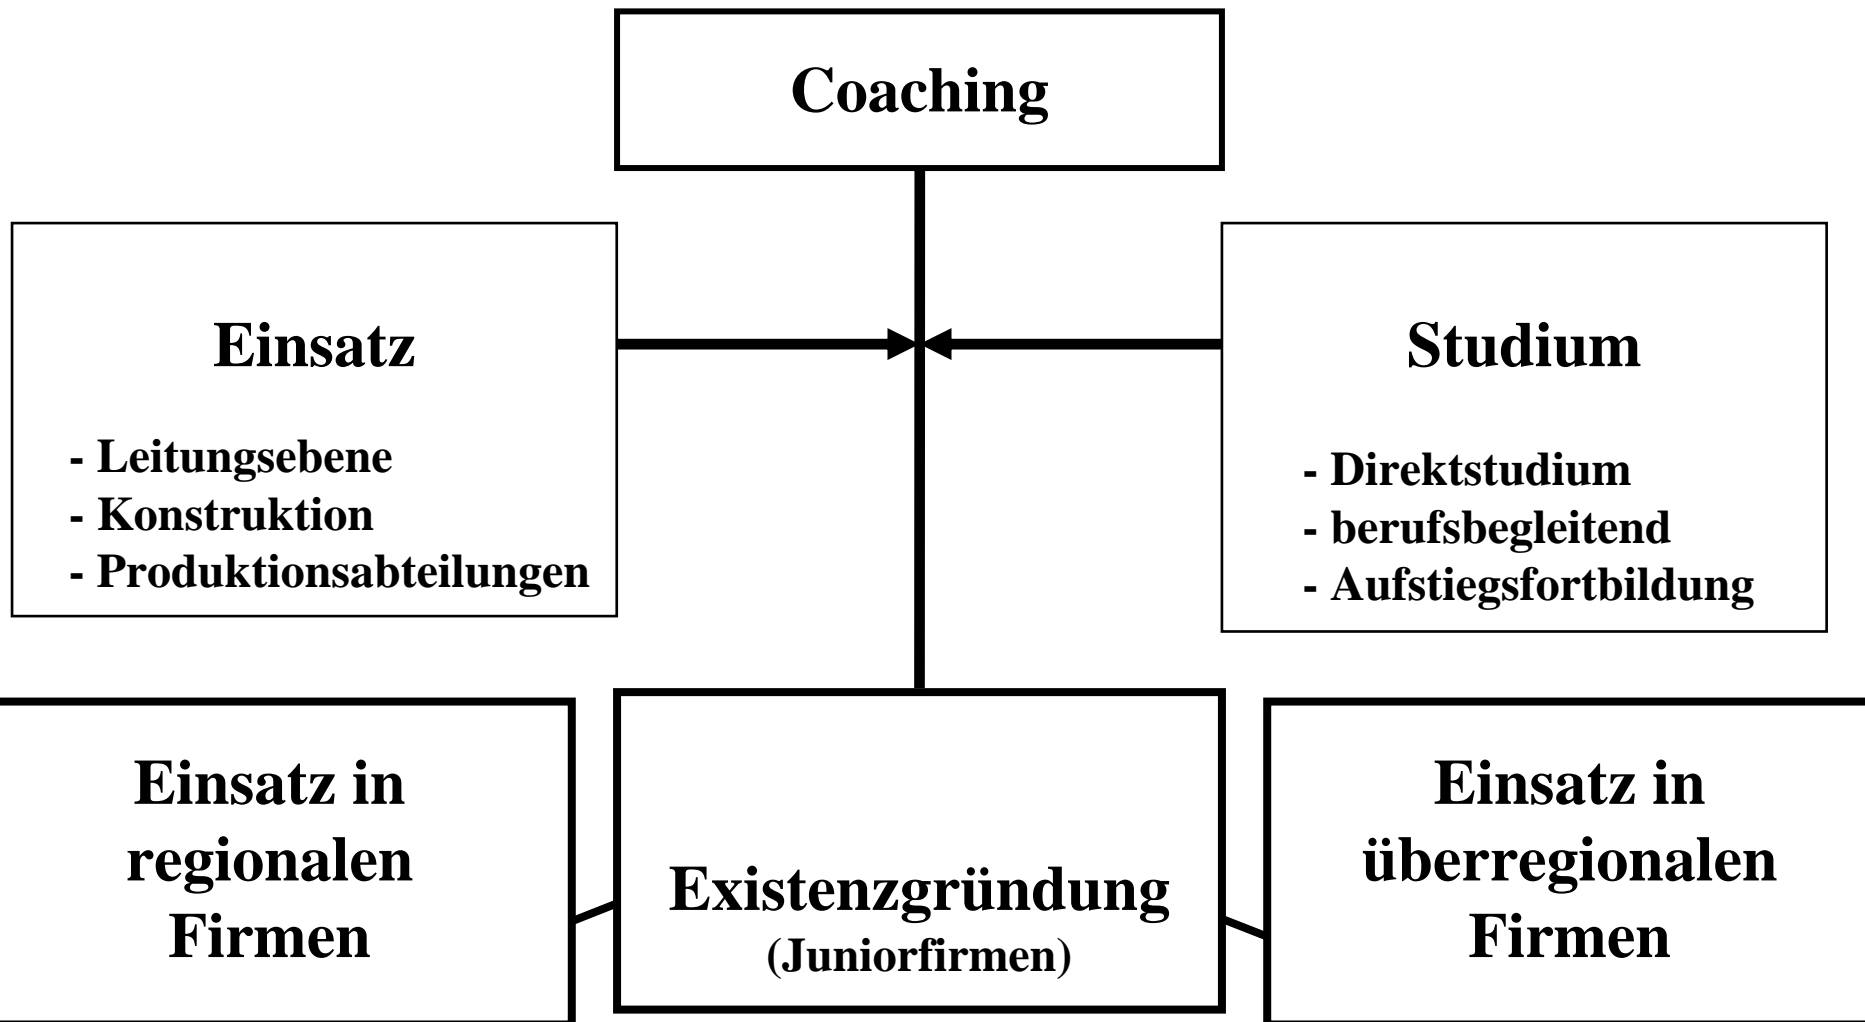 Coaching
Einsatz
- Leitungsebene
- Konstruktion
- Produktionsabteilungen
Studium
- Direktstudium
- berufsbegleitend
- Aufstiegsfortbildung
Einsatz in
regionalen
Firmen
Existenzgründung
(Juniorfirmen)
Einsatz in
überregionalen
Firmen